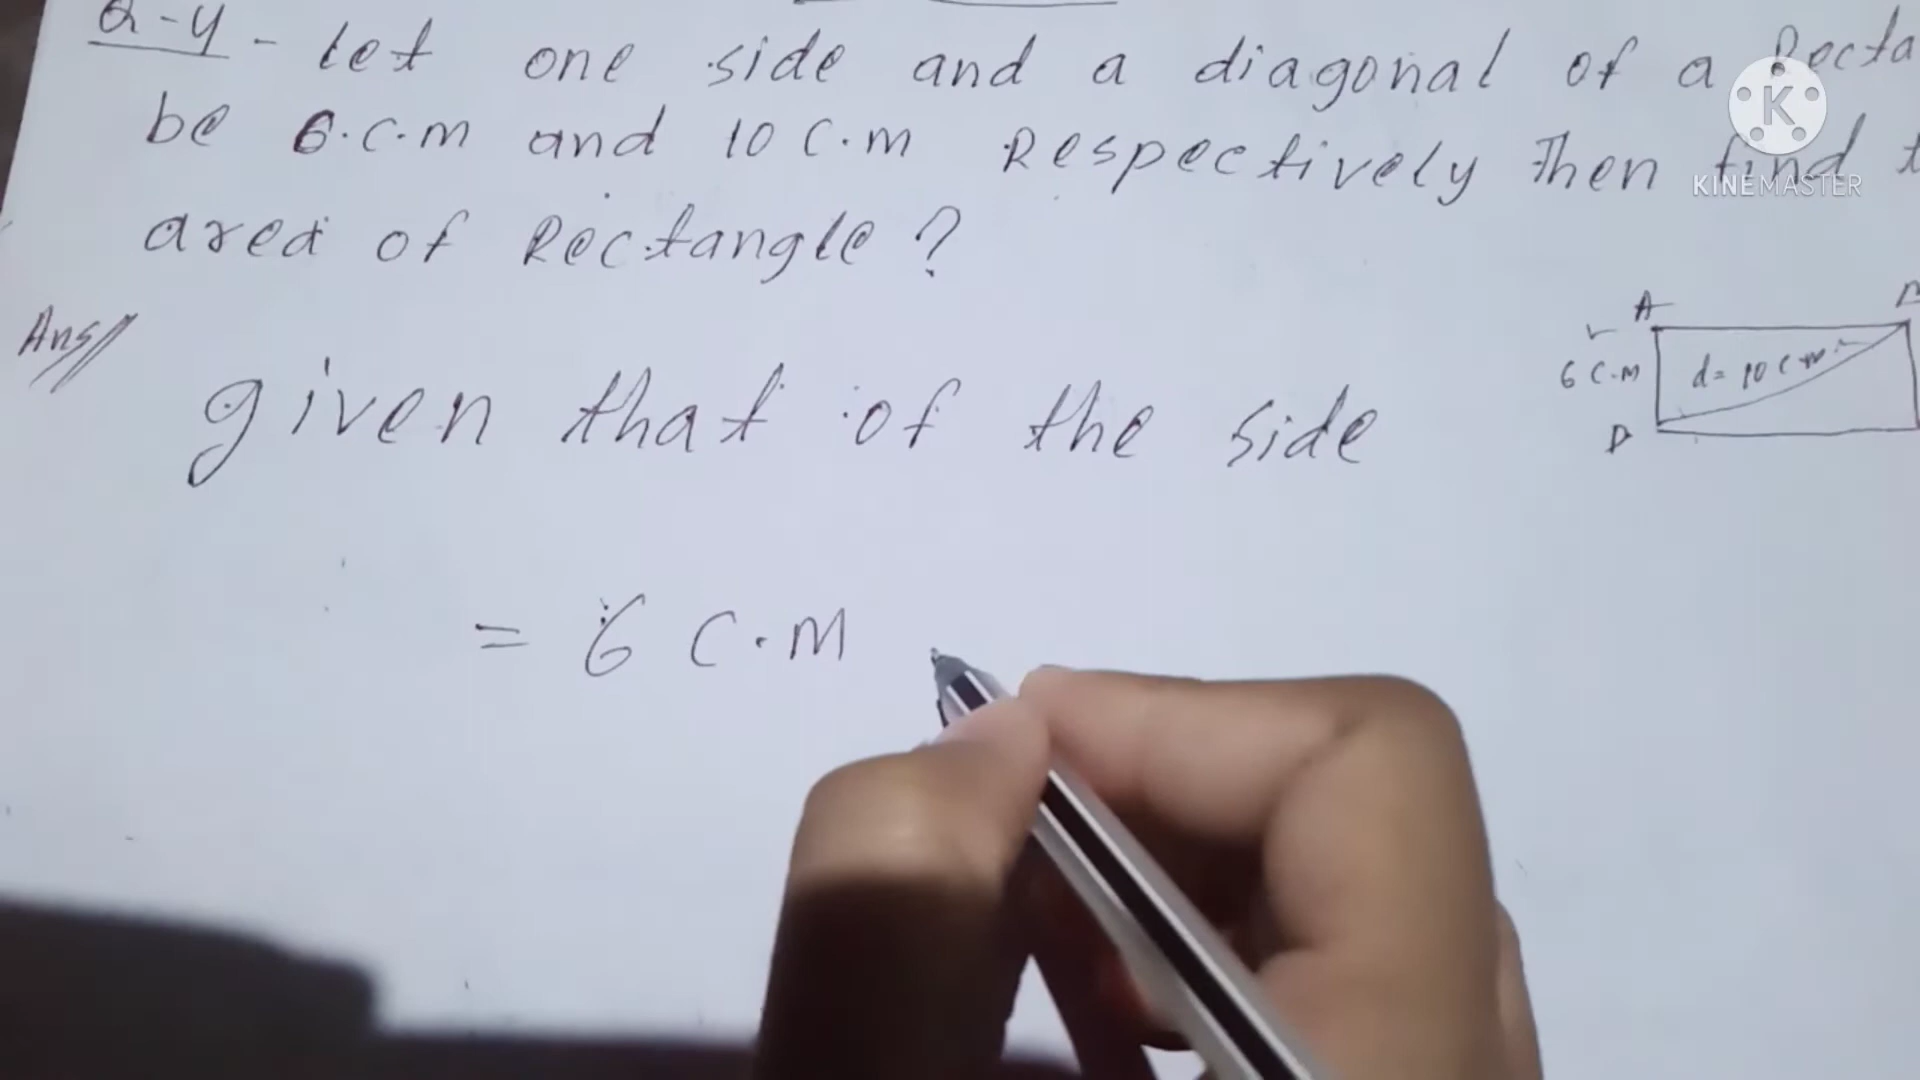 Q-4 - Let one side and a diagonal of a Recta
be 6.C.m and 10 C.m Respectively Then find t
area of Rectangle?
Ans
given that of the side
= 6 C.M
A
6 C.m
d= 10 cm
D
K
KINEMASTER